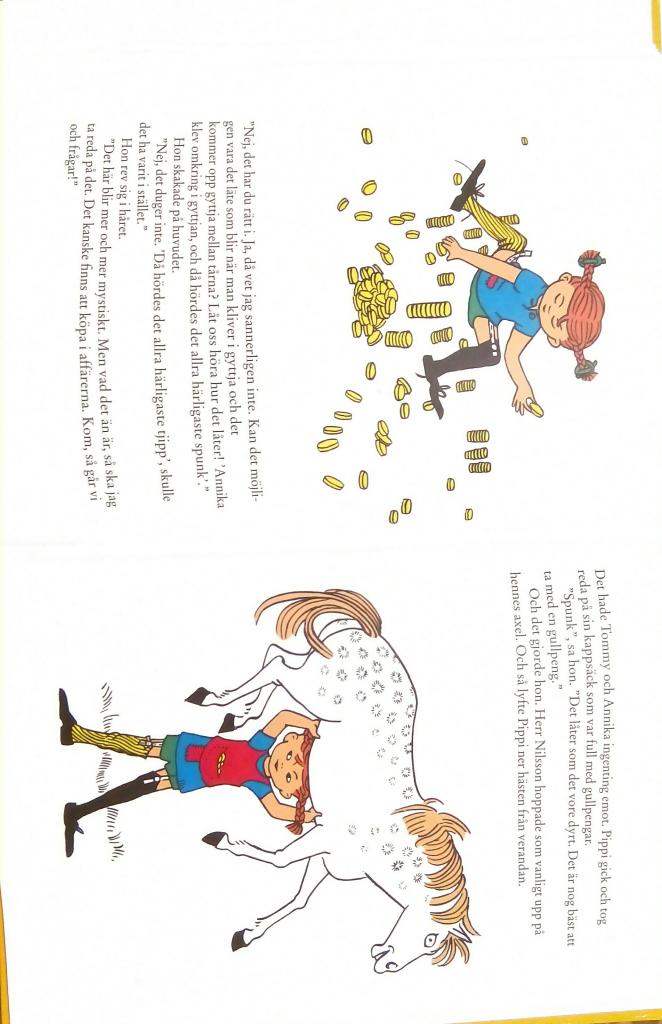 "Nej, det har du rätt i. Ja, då vet jag sannerligen inte. Kan det möjli-
gen vara det läte som blir när man kliver i gyttja och det
kommer opp gyttja mellan tårna? Låt oss höra hur det låter! 'Annika
klev omkring i gyttjan, och då hördes det allra härligaste spunk'."
Hon skakade på huvudet.
"Nej, det duger inte. 'Då hördes det allra härligaste tjipp', skulle
det ha varit i stället."
Hon rev sig i håret.
"Det här blir mer och mer mystiskt. Men vad det än är, så ska jag
ta reda på det. Det kanske finns att köpa i affärerna. Kom, så går vi
och frågar!"
Det hade Tommy och Annika ingenting emot. Pippi gick och tog
reda på sin kappsäck som var full med gullpengar.
"Spunk", sa hon. "Det låter som det vore dyrt. Det är nog bäst att
ta med en gullpeng."
Och det gjorde hon. Herr Nilsson hoppade som vanligt upp på
hennes axel. Och så lyfte Pippi ner hästen från verandan.